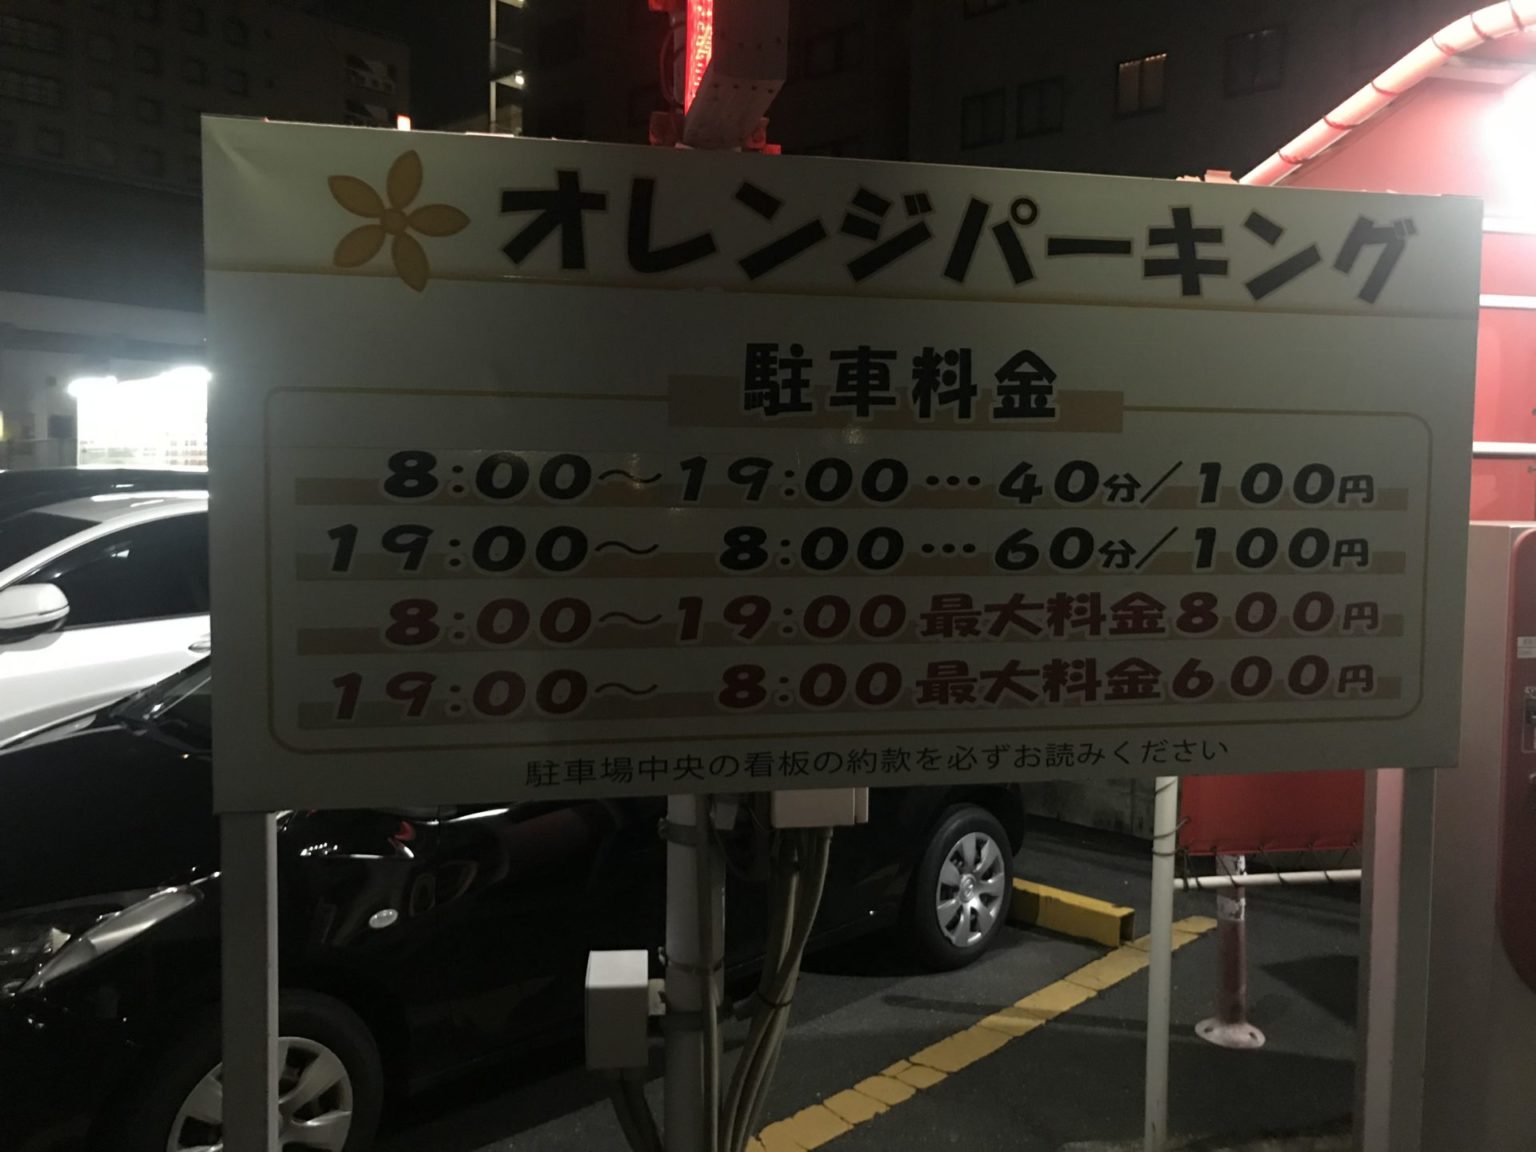 オレンジパーキング
駐車料金
8:00～19:00…40分/100円
19:00～ 8:00…60分/100円
8:00～19:00最大料金800円
19:00～ 8:00最大料金600円
駐車場中央の看板の約款を必ずお読みください